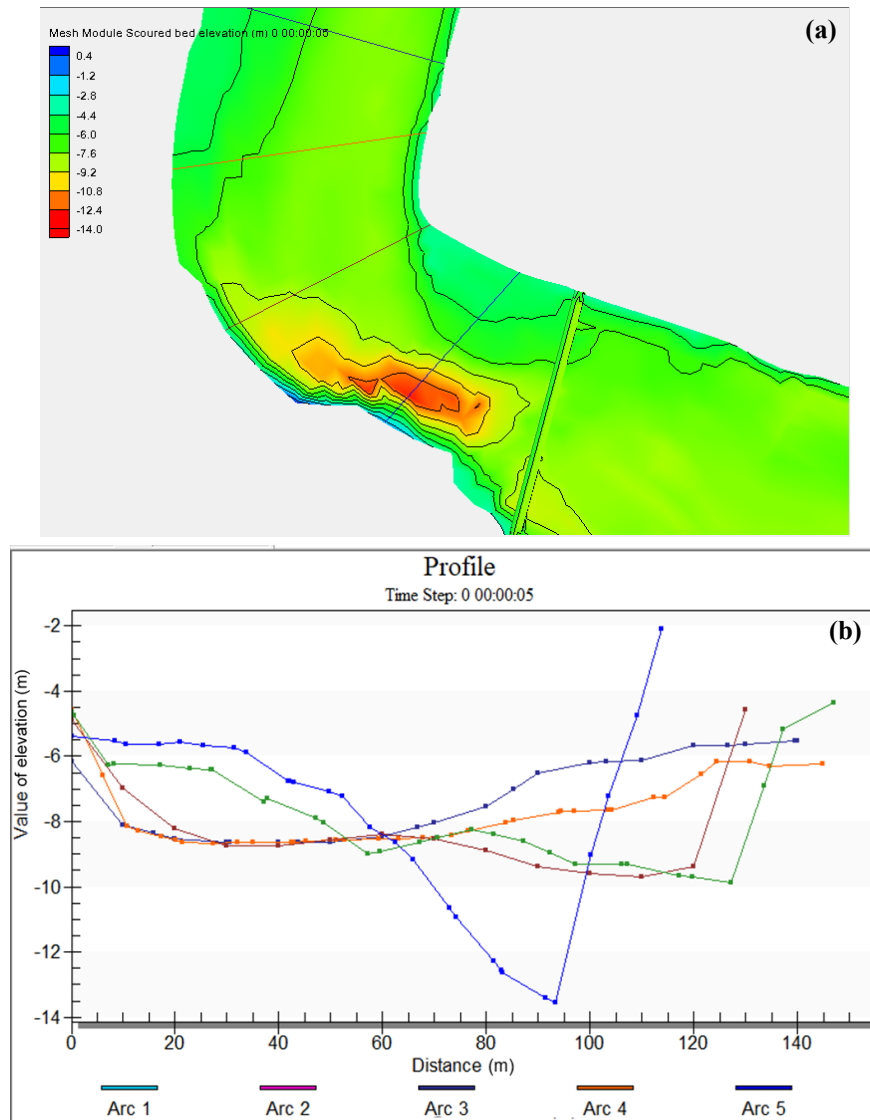 (a)
Mesh Module Scoured bed elevation (m) 0 00:00:05
0.4
-1.2
-2.8
-4.4
-6.0
-7.6
-9.2
-10.8
-12.4
-14.0
Profile
Time Step: 0 00:00:05
(b)
Value of elevation (m)
-2
-4
-6
-8
-10
-12
-14
0 20 40 60 80 100 120 140
Distance (m)
Arc 1 Arc 2 Arc 3 Arc 4 Arc 5